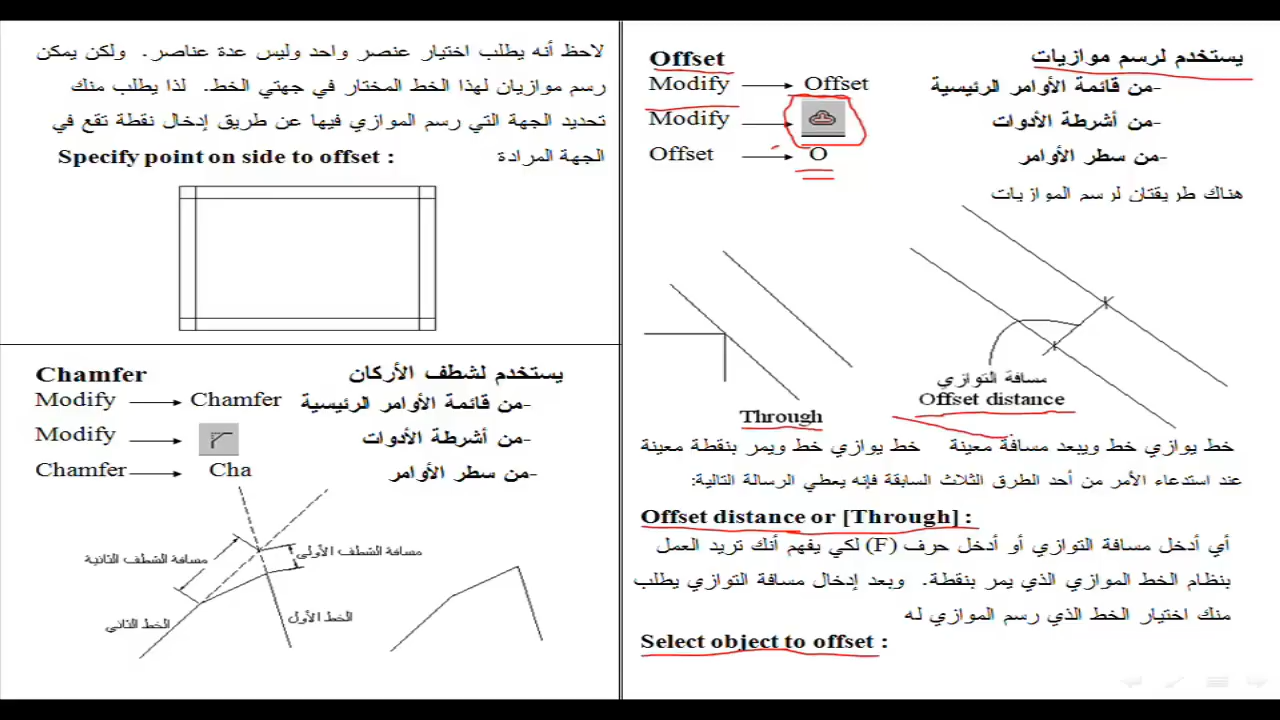 Offset يستخدم لرسم موازيات
Modify Offset -من قائمة الأوامر الرئيسية
Modify -من أشرطة الأدوات
Offset O -من سطر الأوامر
هناك طريقتان لرسم الموازيات
مسافة التوازي
Offset distance
Through
خط يوازي خط ويبعد مسافة معينة خط يوازي خط ويمر بنقطة معينة
عند استدعاء الأمر من أحد الطرق الثلاث السابقة فإنه يعطي الرسالة التالية:
Offset distance or [Through] :
أي أدخل مسافة التوازي أو أدخل حرف (F) لكي يفهم أنك تريد العمل
بنظام الخط الموازي الذي يمر بنقطة. وبعد إدخال مسافة التوازي يطلب
منك اختيار الخط الذي رسم الموازي له
Select object to offset :
لاحظ أنه يطلب اختيار عنصر واحد وليس عدة عناصر. ولكن يمكن
رسم موازيان لهذا الخط المختار في جهتي الخط. لذا يطلب منك
تحديد الجهة التي رسم الموازي فيها عن طريق إدخال نقطة تقع في
الجهة المرادة Specify point on side to offset :
Chamfer يستخدم لشطف الأركان
Modify Chamfer -من قائمة الأوامر الرئيسية
Modify -من أشرطة الأدوات
Chamfer Cha -من سطر الأوامر
مسافة الشطف الأولى
مسافة الشطف الثانية
الخط الأول
الخط الثاني